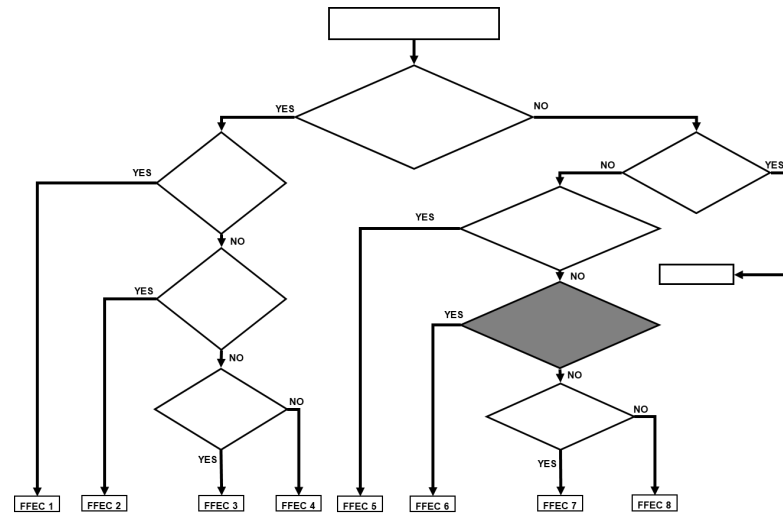 YES
NO
YES
NO
YES
YES
NO
YES
NO
YES
NO
NO
NO
NO
YES
YES
FFEC 1
FFEC 2
FFEC 3
FFEC 4
FFEC 5
FFEC 6
FFEC 7
FFEC 8